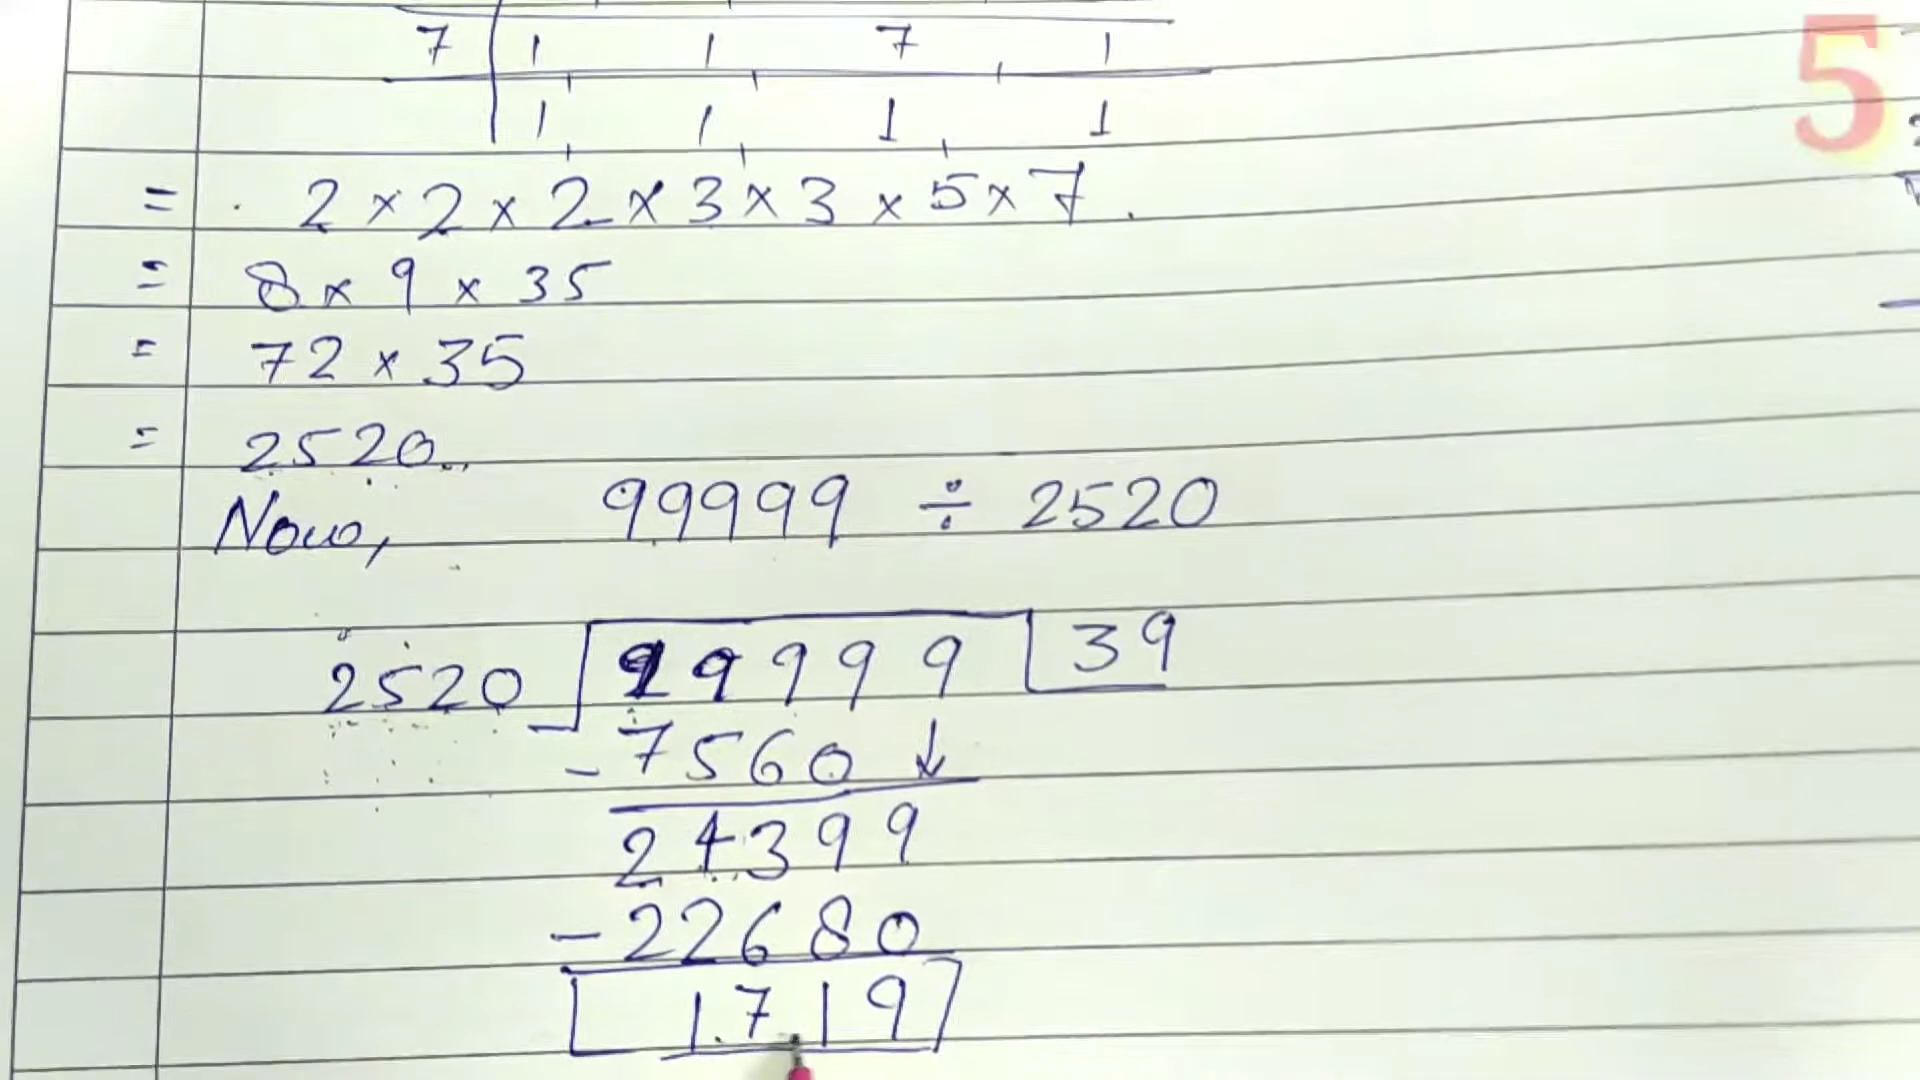 7 | 1 1 7 1
5
1 1 1 1
= 2 × 2 × 2 × 3 × 3 × 5 × 7
= 8 × 9 × 35
= 72 × 35
= 2520
Now, 99999 ÷ 2520
2520 99999 39
- 7560 ↓
24399
- 22680
1719